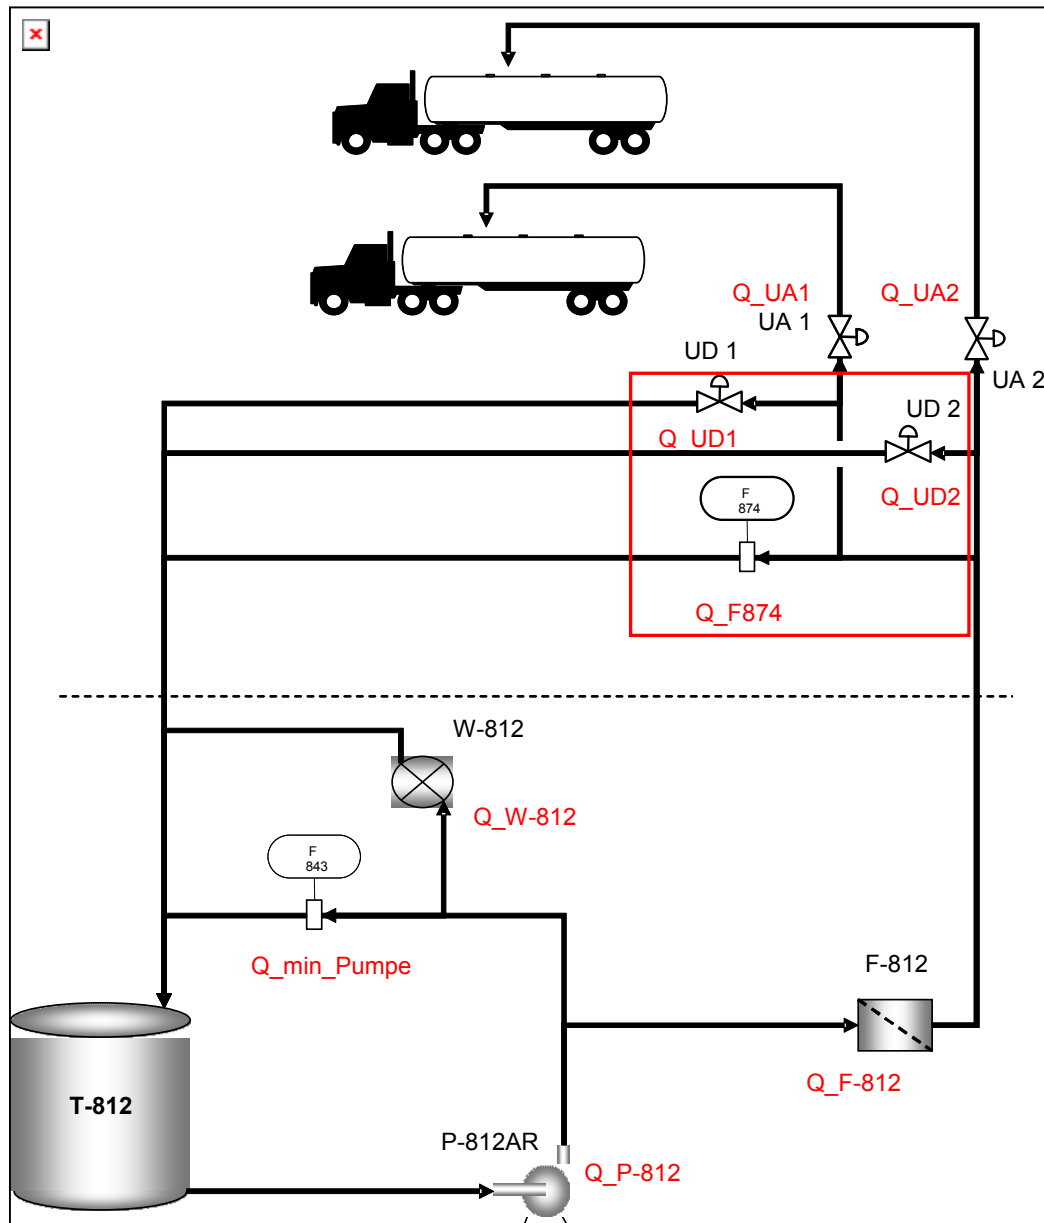 Q_UA1
Q_UA2
UA 1
UD 1
UA 2
UD 2
Q_UD1
F
874
Q_UD2
Q_F874
W-812
Q_W-812
F
843
Q_min_Pumpe
F-812
Q_F-812
T-812
P-812AR
Q_P-812